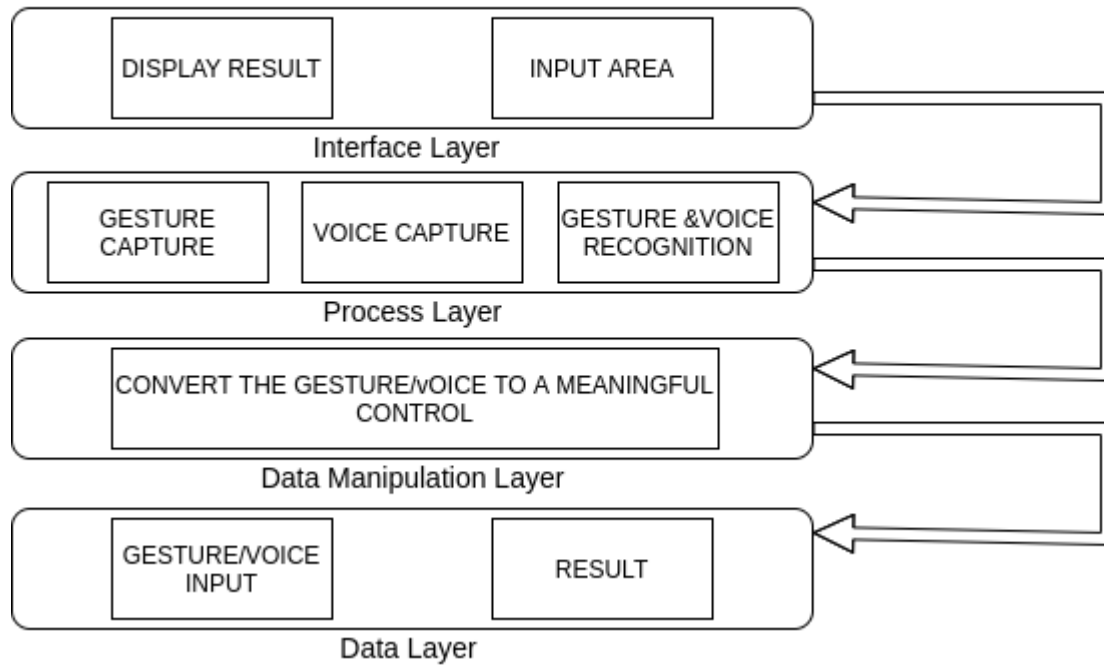 DISPLAY RESULT
INPUT AREA
Interface Layer
GESTURE
CAPTURE
VOICE CAPTURE
GESTURE &VOICE
RECOGNITION
Process Layer
CONVERT THE GESTURE/vOICE TO A MEANINGFUL
CONTROL
Data Manipulation Layer
GESTURE/VOICE
INPUT
RESULT
Data Layer